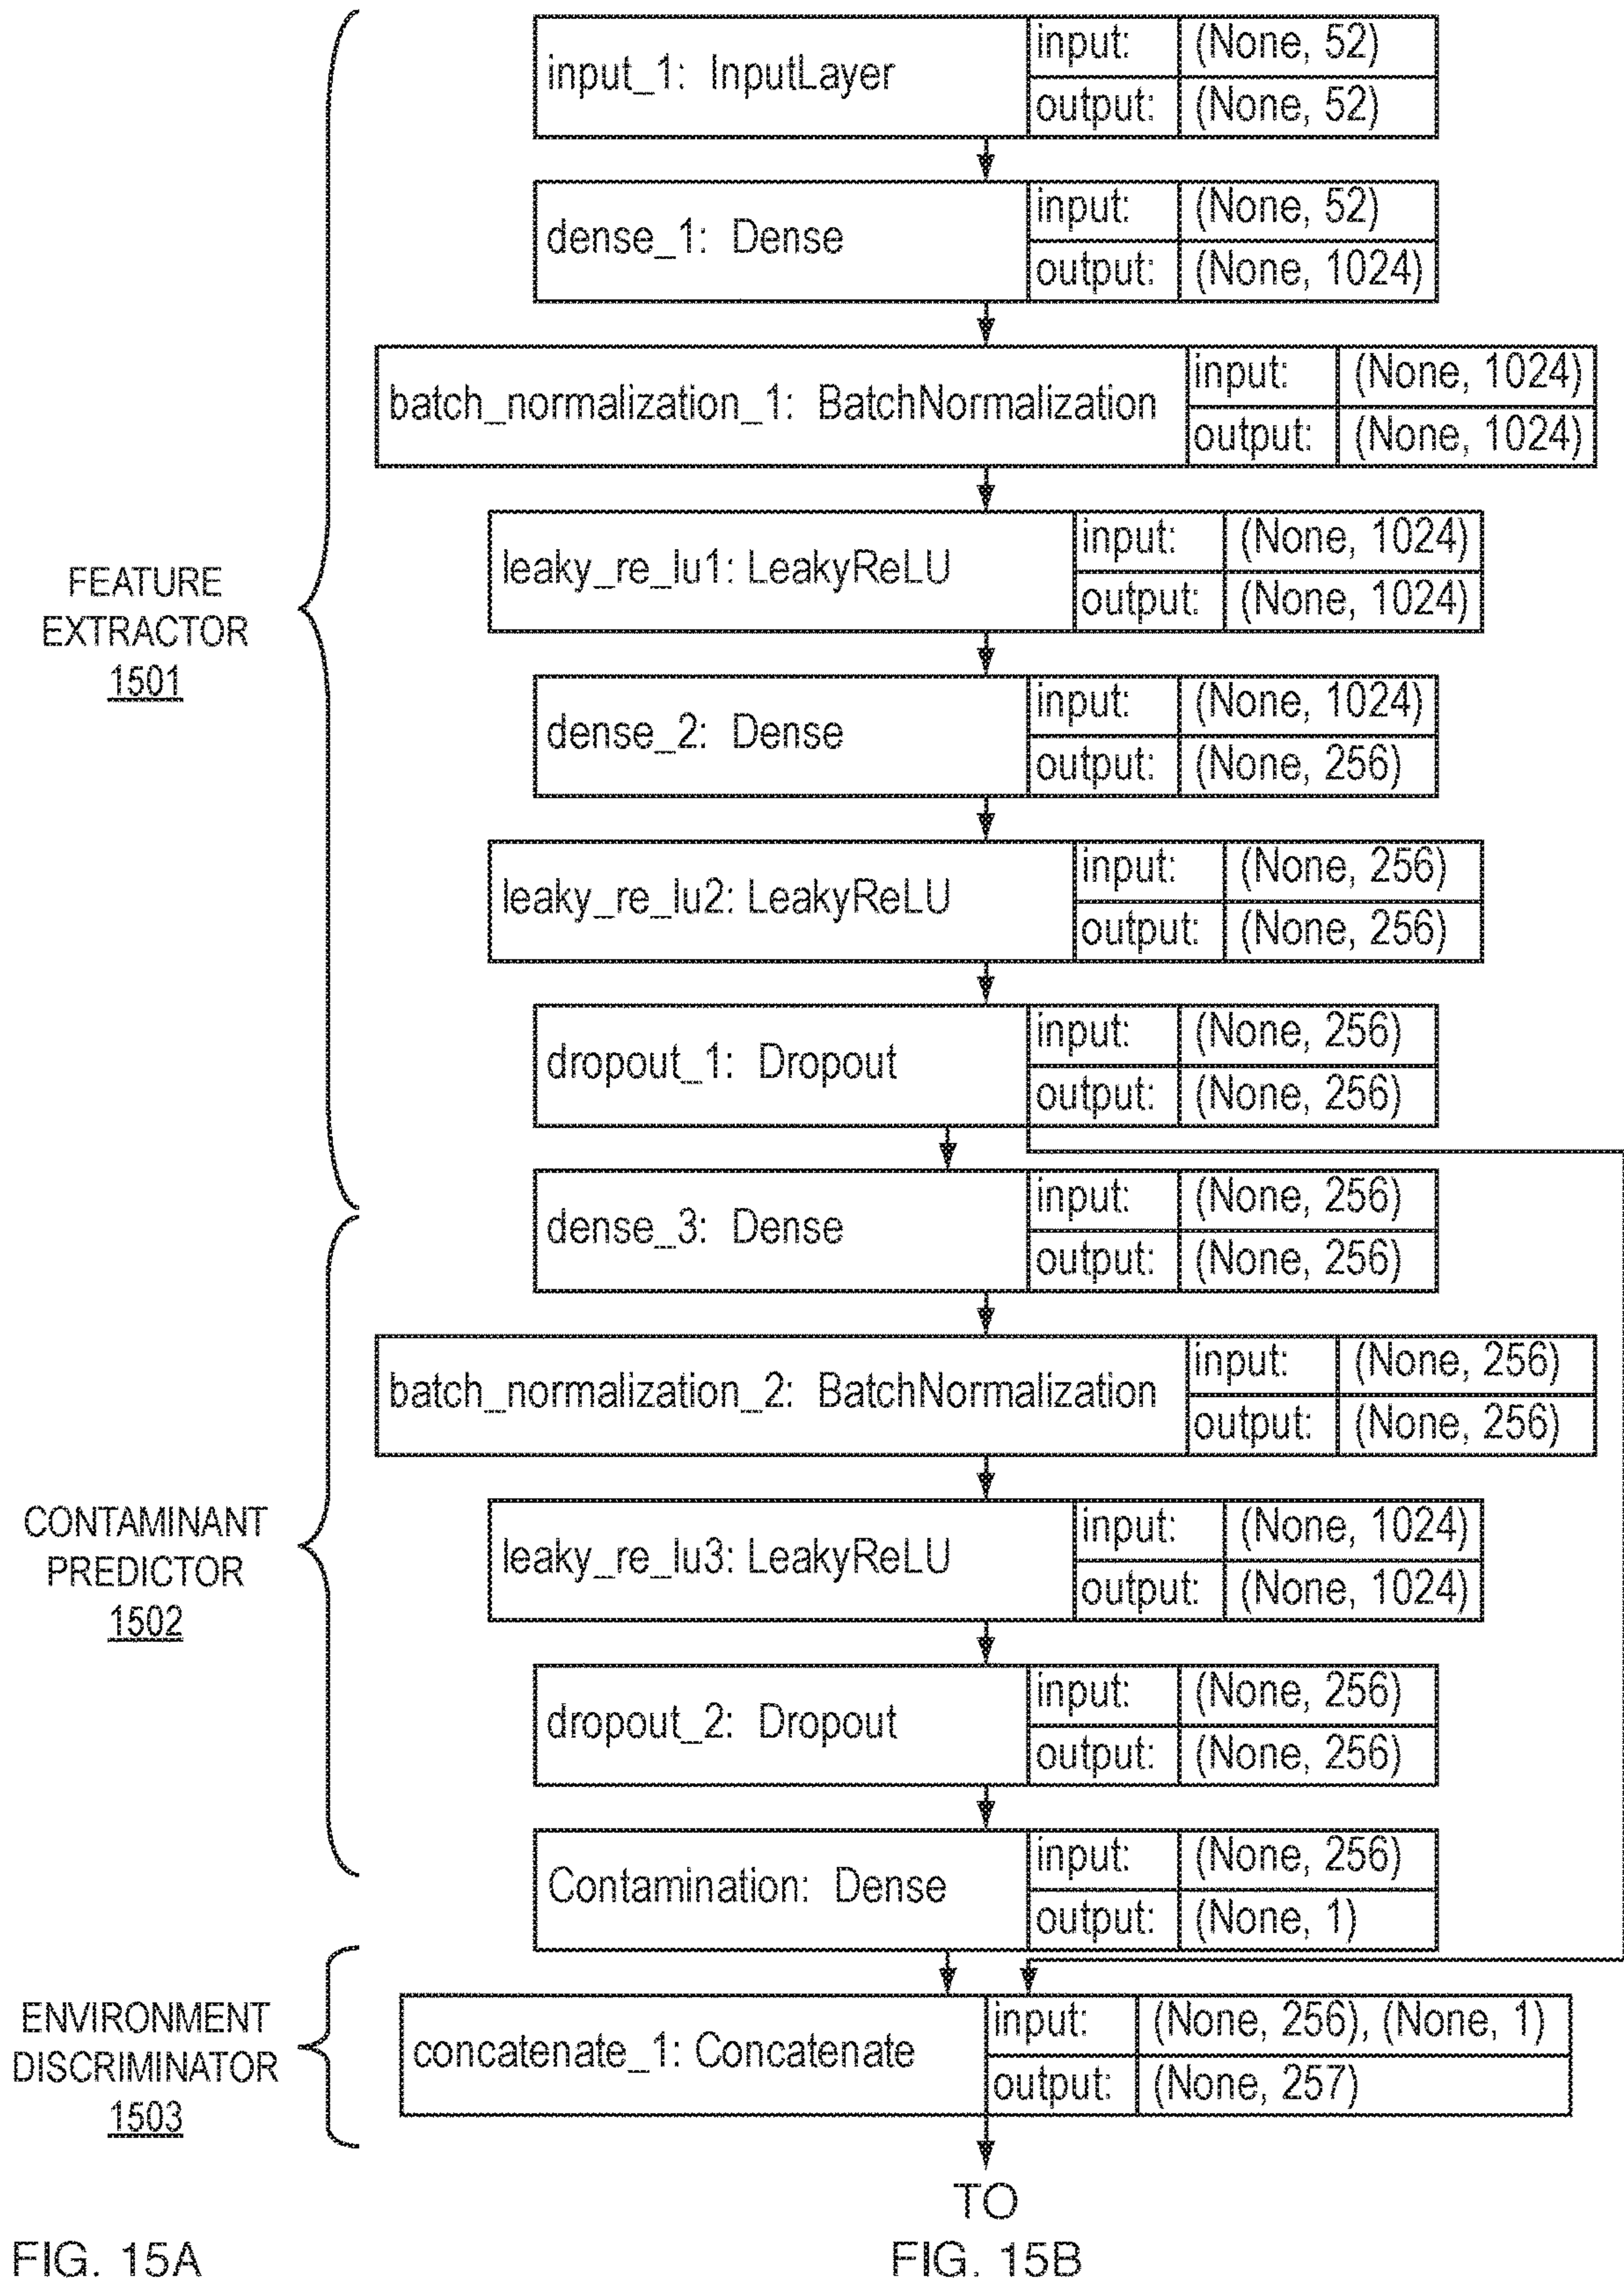 input_1: InputLayer
input: (None, 52)
output: (None, 52)
dense_1: Dense
input: (None, 52)
output: (None, 1024)
batch_normalization_1: BatchNormalization
input: (None, 1024)
output: (None, 1024)
leaky_re_lu1: LeakyReLU
input: (None, 1024)
output: (None, 1024)
FEATURE
EXTRACTOR
1501
dense_2: Dense
input: (None, 1024)
output: (None, 256)
leaky_re_lu2: LeakyReLU
input: (None, 256)
output: (None, 256)
dropout_1: Dropout
input: (None, 256)
output: (None, 256)
dense_3: Dense
input: (None, 256)
output: (None, 256)
batch_normalization_2: BatchNormalization
input: (None, 256)
output: (None, 256)
leaky_re_lu3: LeakyReLU
input: (None, 1024)
output: (None, 1024)
CONTAMINANT
PREDICTOR
1502
dropout_2: Dropout
input: (None, 256)
output: (None, 256)
Contamination: Dense
input: (None, 256)
output: (None, 1)
ENVIRONMENT
DISCRIMINATOR
1503
concatenate_1: Concatenate
input: (None, 256), (None, 1)
output: (None, 257)
TO
FIG. 15B
FIG. 15A